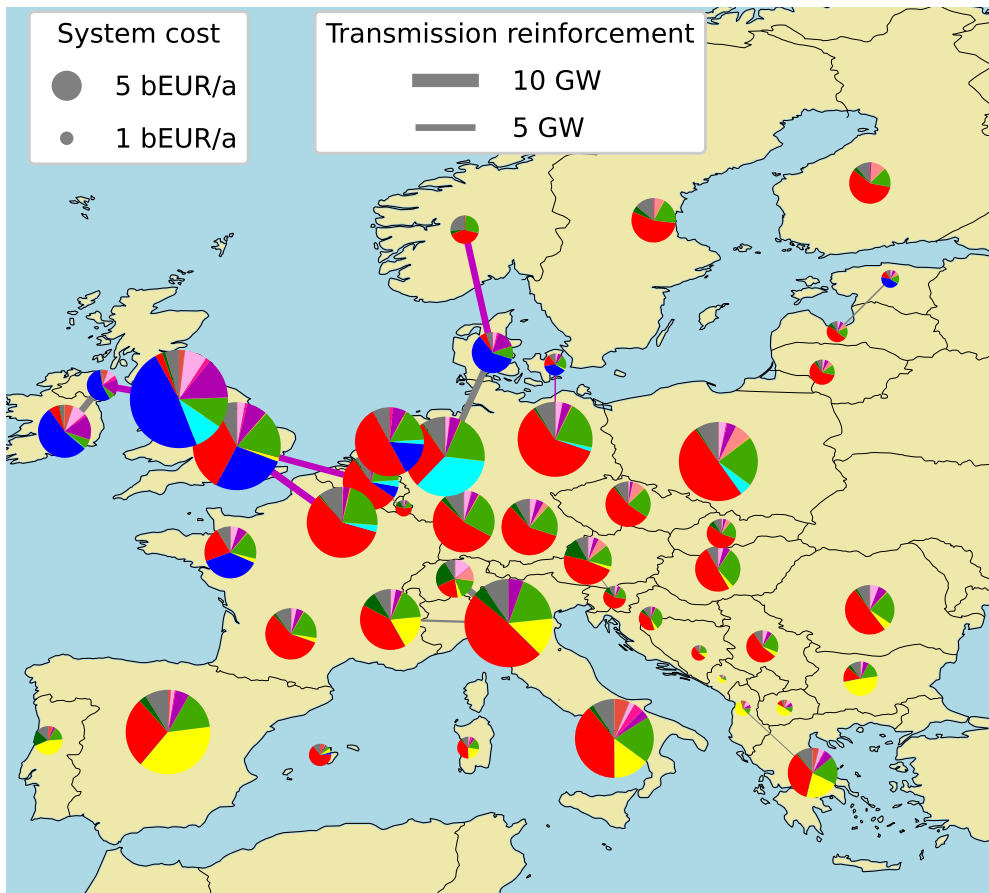 System cost
5 bEUR/a
1 bEUR/a
Transmission reinforcement
10 GW
5 GW